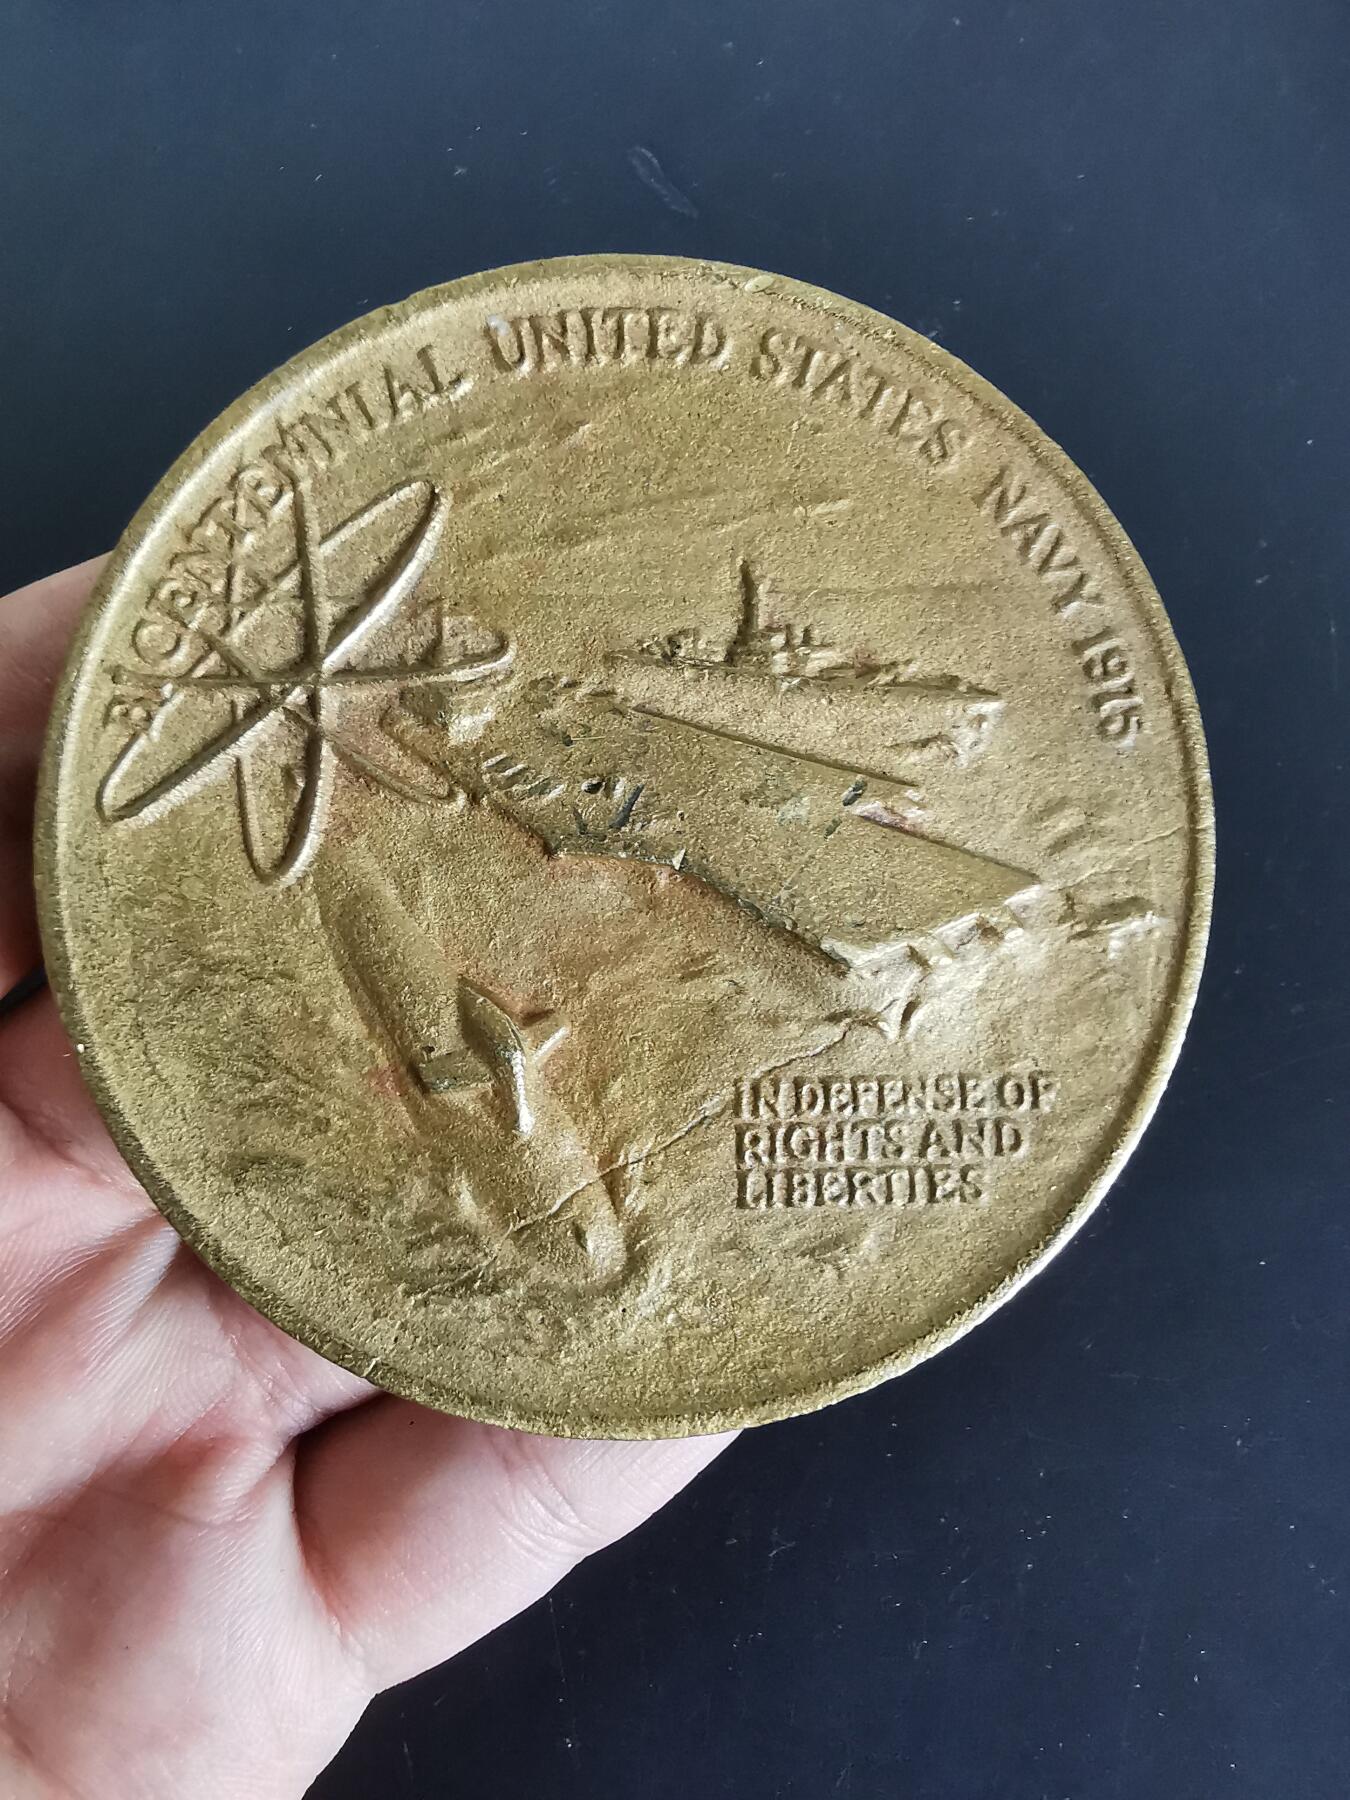 BICENTENNIAL UNITED STATES NAVY 1975
IN DEFENSE OF
RIGHTS AND
LIBERTIES